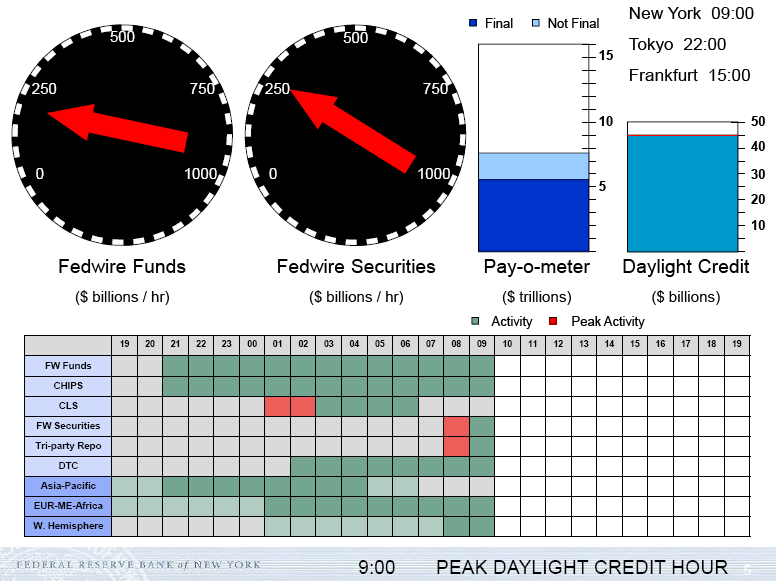 Final Not Final
New York 09:00
Tokyo 22:00
Frankfurt 15:00
500
250 750
0 1000
500
250 750
0 1000
15
10
5
50
40
30
20
10
Fedwire Funds Fedwire Securities Pay-o-meter Daylight Credit
($ billions / hr) ($ billions / hr) ($ trillions) ($ billions)
Activity Peak Activity
19 20 21 22 23 00 01 02 03 04 05 06 07 08 09 10 11 12 13 14 15 16 17 18 19
FW Funds
CHIPS
CLS
FW Securities
Tri-party Repo
DTC
Asia-Pacific
EUR-ME-Africa
W. Hemisphere
FEDERAL RESERVE BANK of NEW YORK 9:00 PEAK DAYLIGHT CREDIT HOUR 5